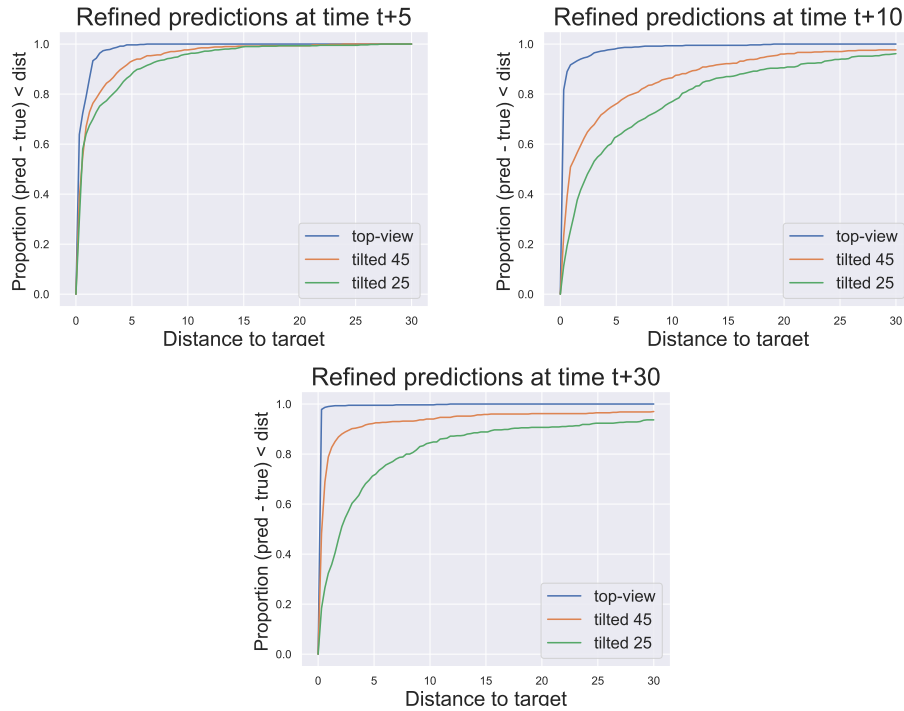 Refined predictions at time t+5
Proportion (pred - true) < dist
1.0
0.8
0.6
0.4
0.2
0.0
top-view
tilted 45
tilted 25
0 5 10 15 20 25 30
Distance to target
Refined predictions at time t+10
Proportion (pred - true) < dist
1.0
0.8
0.6
0.4
0.2
0.0
top-view
tilted 45
tilted 25
0 5 10 15 20 25 30
Distance to target
Refined predictions at time t+30
Proportion (pred - true) < dist
1.0
0.8
0.6
0.4
0.2
0.0
top-view
tilted 45
tilted 25
0 5 10 15 20 25 30
Distance to target